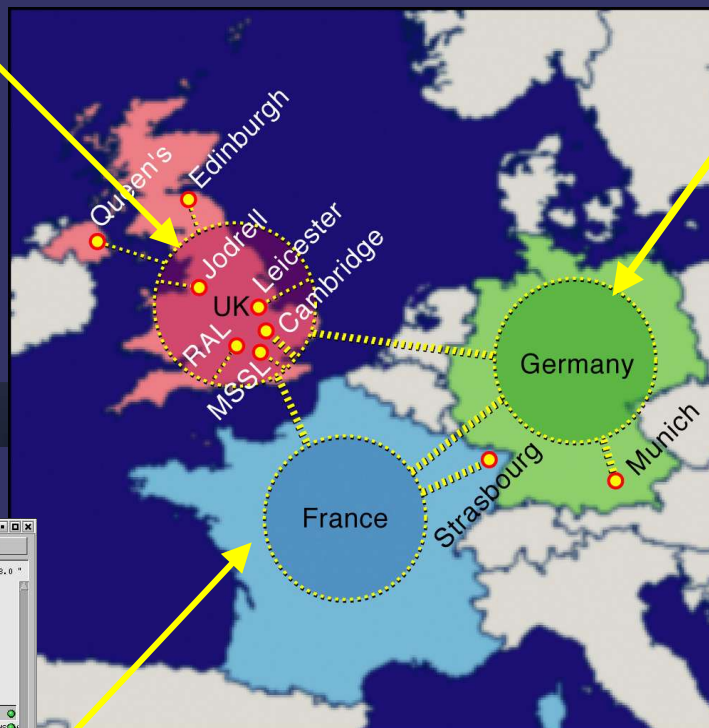 Edinburgh
Queen's
Jodrell
Leicester
Cambridge
UK
RAL
MSSL
Germany
Munich
Strasbourg
France